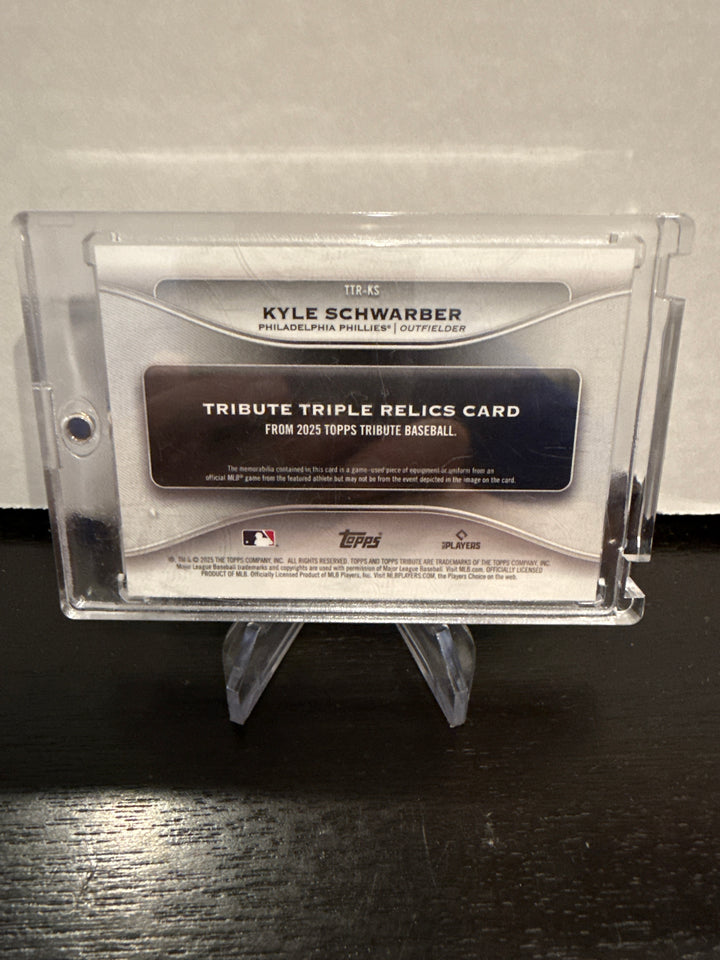 TTR-KS
KYLE SCHWARBER
PHILADELPHIA PHILLIES® | OUTFIELDER
TRIBUTE TRIPLE RELICS CARD
FROM 2025 TOPPS TRIBUTE BASEBALL.
The memorabilia contained in this card is a game-used piece of equipment or uniform from an
official MLB® game from the featured athlete but may not be from the event depicted in the image on the card.
Topps
PLAYERS
®, TM & © 2025 THE TOPPS COMPANY, INC. ALL RIGHTS RESERVED. TOPPS AND TOPPS TRIBUTE ARE TRADEMARKS OF THE TOPPS COMPANY, INC.
Major League Baseball trademarks and copyrights are used with permission of Major League Baseball. Visit MLB.com. OFFICIALLY LICENSED
PRODUCT OF MLB. Officially Licensed Product of MLB Players, Inc. Visit MLBPLAYERS.COM, the Players Choice on the web.